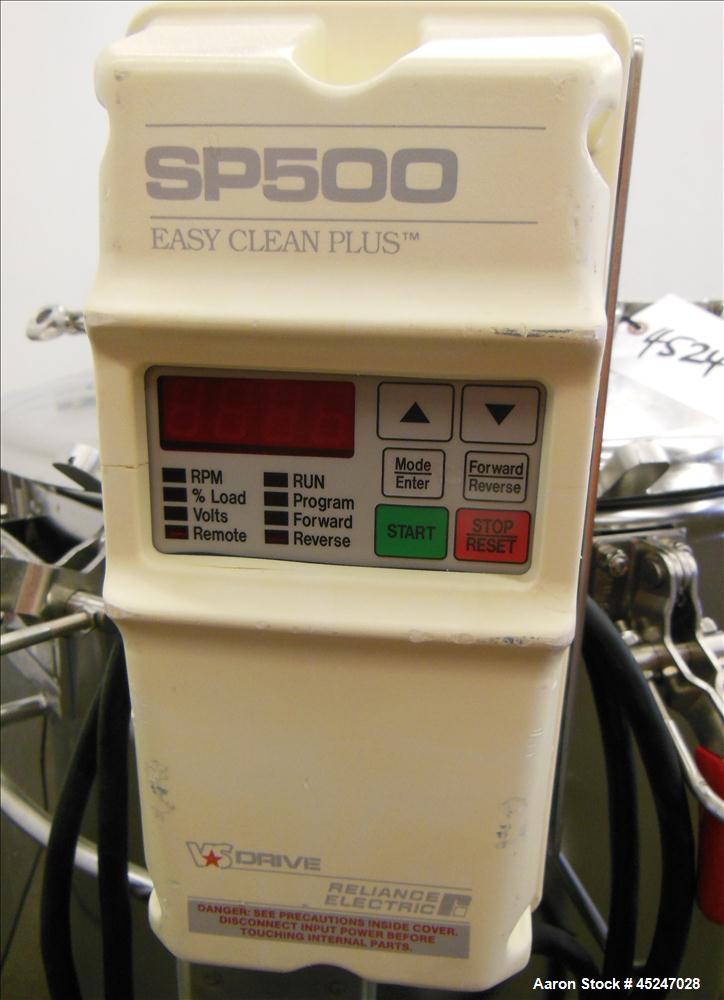 SP500
EASY CLEAN PLUS™
4524
▲ ▼
RPM
% Load
Volts
Remote
RUN
Program
Forward
Reverse
Mode
Enter
Forward
Reverse
START
STOP
RESET
VS DRIVE
RELIANCE
ELECTRIC
DANGER: SEE PRECAUTIONS INSIDE COVER.
DISCONNECT INPUT POWER BEFORE
TOUCHING INTERNAL PARTS.
Aaron Stock # 45247028